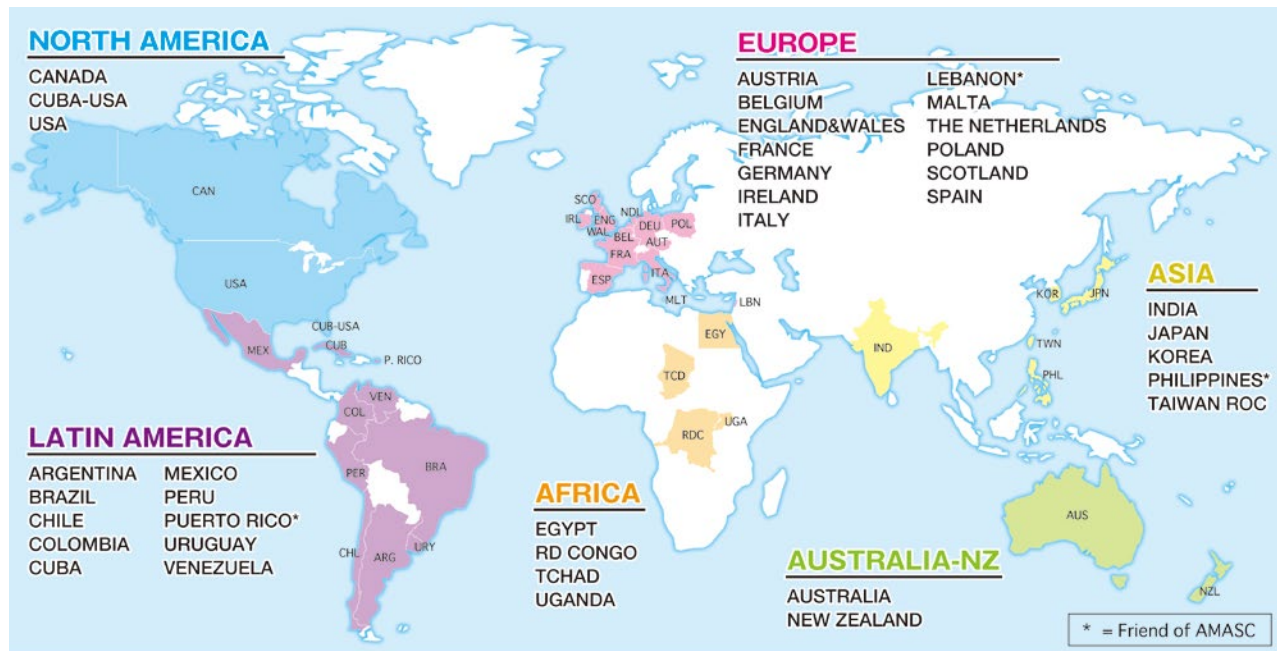 NORTH AMERICA
CANADA
CUBA-USA
USA
EUROPE
AUSTRIA
BELGIUM
ENGLAND&WALES
FRANCE
GERMANY
IRELAND
ITALY
LEBANON*
MALTA
THE NETHERLANDS
POLAND
SCOTLAND
SPAIN
ASIA
INDIA
JAPAN
KOREA
PHILIPPINES*
TAIWAN ROC
LATIN AMERICA
ARGENTINA
BRAZIL
CHILE
COLOMBIA
CUBA
MEXICO
PERU
PUERTO RICO*
URUGUAY
VENEZUELA
AFRICA
EGYPT
RD CONGO
TCHAD
UGANDA
AUSTRALIA-NZ
AUSTRALIA
NEW ZEALAND
* = Friend of AMASC
CAN
USA
MEX
CUB-USA
CUB
P. RICO
VEN
COL
PER
BRA
CHL
ARG
URY
SCO
IRL
ENG
WAL
NDL
BEL
DEU
POL
FRA
AUT
ESP
ITA
MLT
LBN
EGY
TCD
RDC
UGA
IND
KOR
JPN
TWN
PHL
AUS
NZL